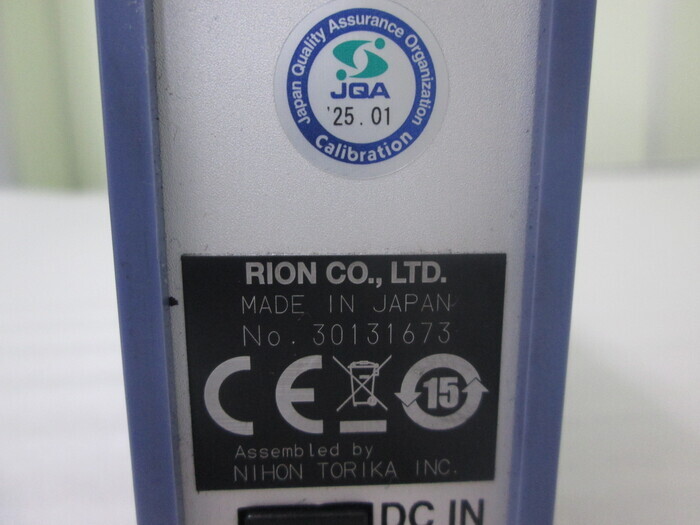 Japan Quality Assurance Organization
JQA
'25.01
Calibration
RION CO., LTD.
MADE IN JAPAN
No. 30131673
CE
15
Assembled by
NIHON TORIKA INC.
DC IN